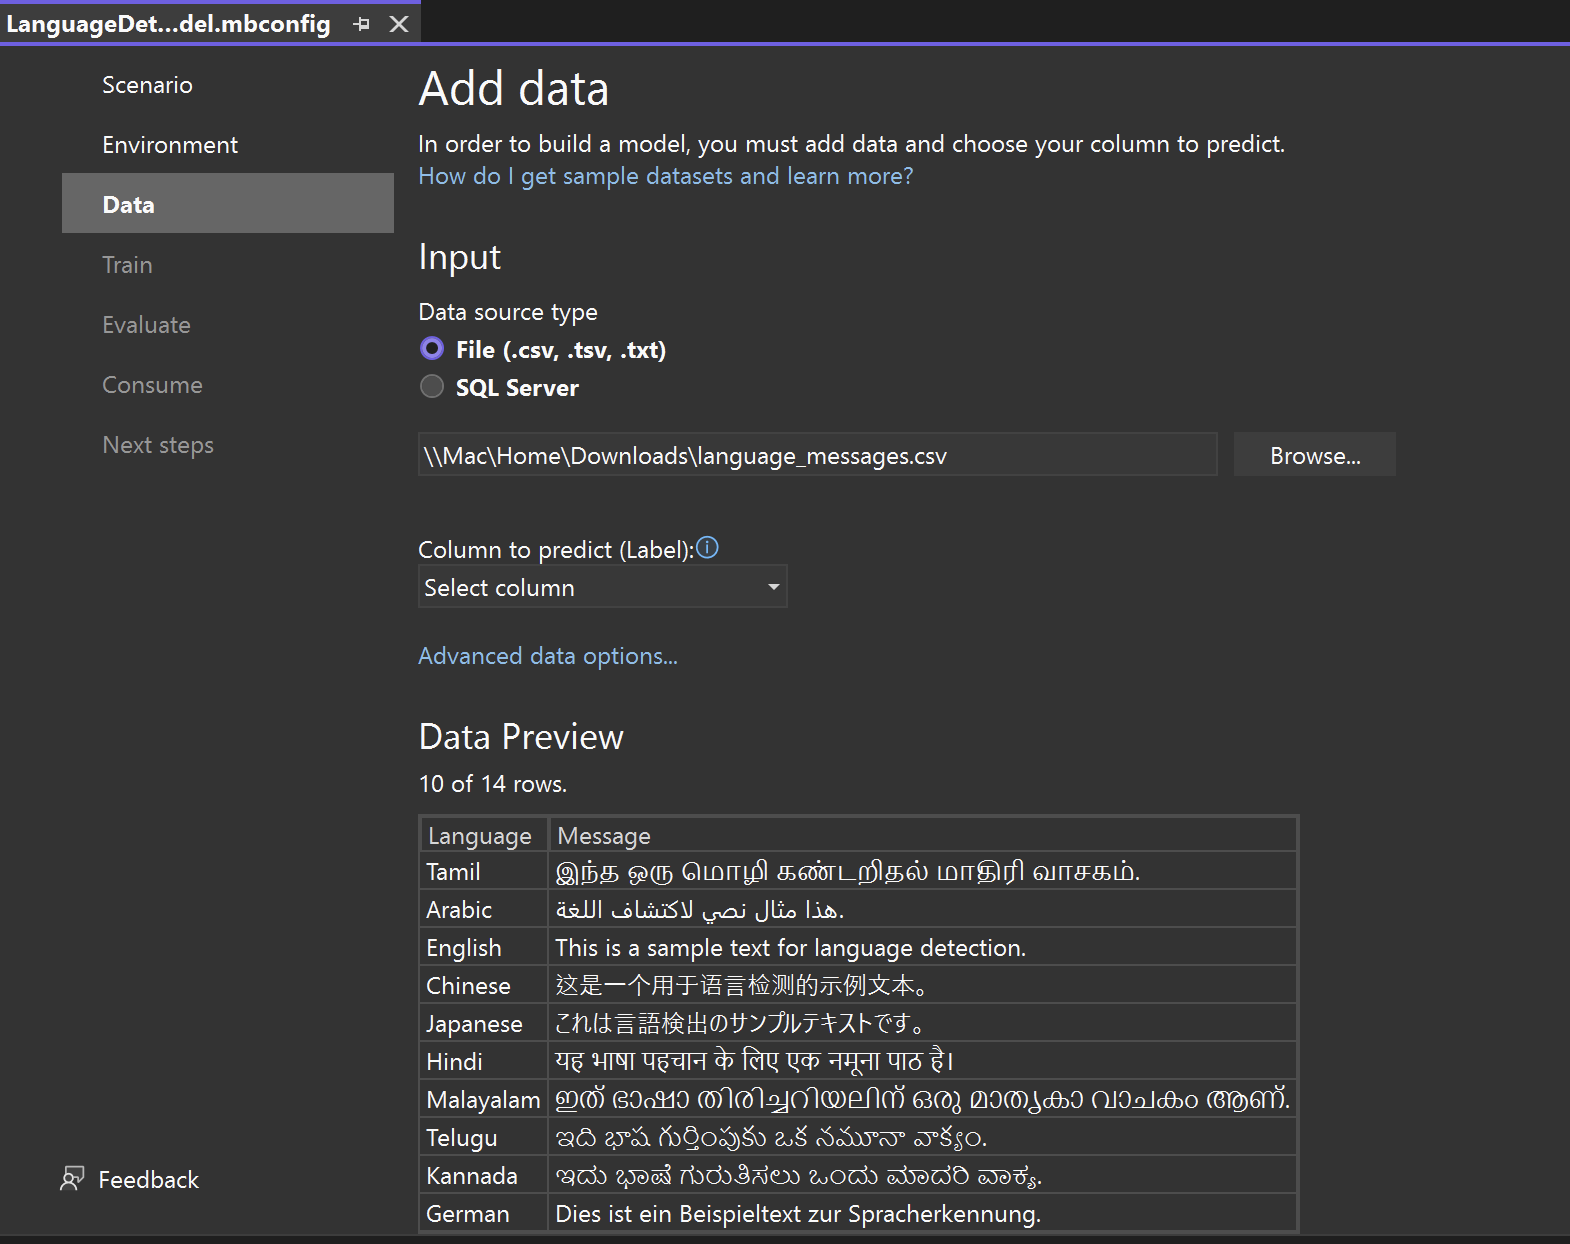 LanguageDet...del.mbconfig
Scenario
Environment
Data
Train
Evaluate
Consume
Next steps
Feedback
Add data
In order to build a model, you must add data and choose your column to predict.
How do I get sample datasets and learn more?
Input
Data source type
File (.csv, .tsv, .txt)
SQL Server
\\Mac\Home\Downloads\language_messages.csv Browse...
Column to predict (Label):
Select column
Advanced data options...
Data Preview
10 of 14 rows.
Language Message
Tamil இந்த ஒரு மொழி கண்டறிதல் மாதிரி வாசகம்.
Arabic هذا مثال نصي لاكتشاف اللغة.
English This is a sample text for language detection.
Chinese 这是一个用于语言检测的示例文本。
Japanese これは言語検出のサンプルテキストです。
Hindi यह भाषा पहचान के लिए एक नमूना पाठ है।
Malayalam ഇത് ഭാഷാ തിരിച്ചറിയലിന് ഒരു മാതൃകാ വാചകം ആണ്.
Telugu ఇది భాష గుర్తింపుకు ఒక నమూనా వాక్యం.
Kannada ಇದು ಭಾಷೆ ಗುರುತಿಸಲು ಒಂದು ಮಾದರಿ ವಾಕ್ಯ.
German Dies ist ein Beispieltext zur Spracherkennung.